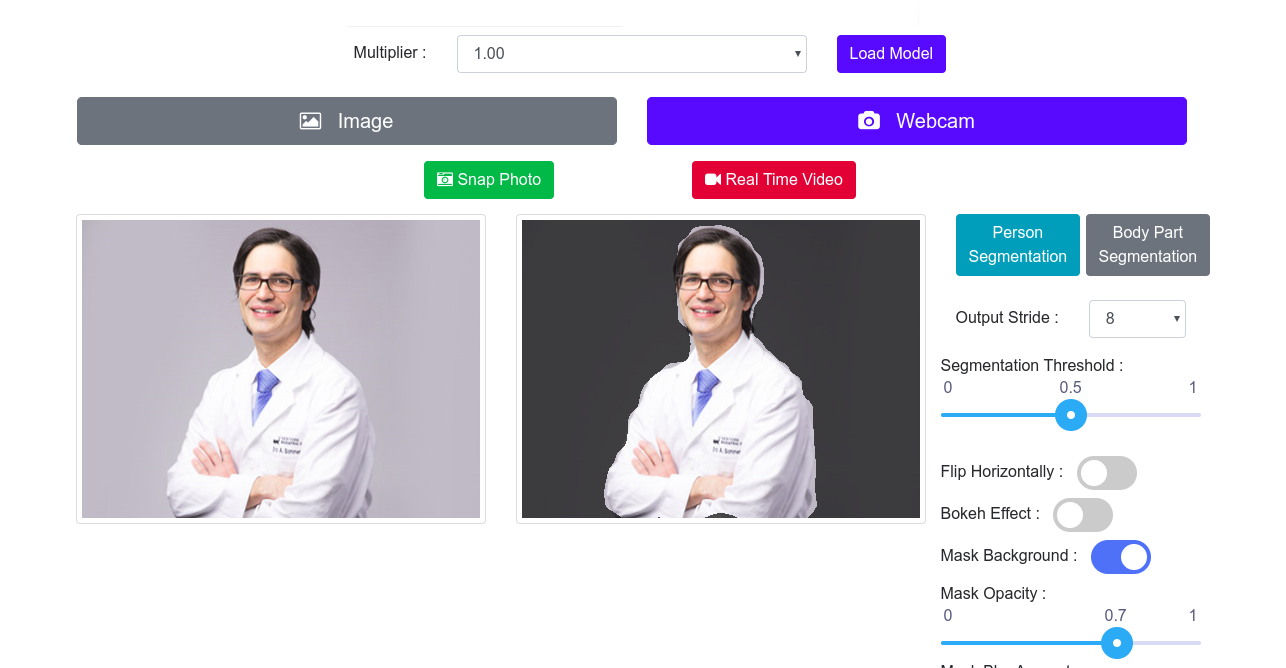 Multiplier :
1.00
Load Model
Image
Webcam
Snap Photo
Real Time Video
Person
Segmentation
Body Part
Segmentation
Output Stride :
8
Segmentation Threshold :
0 0.5 1
Flip Horizontally :
Bokeh Effect :
Mask Background :
Mask Opacity :
0 0.7 1